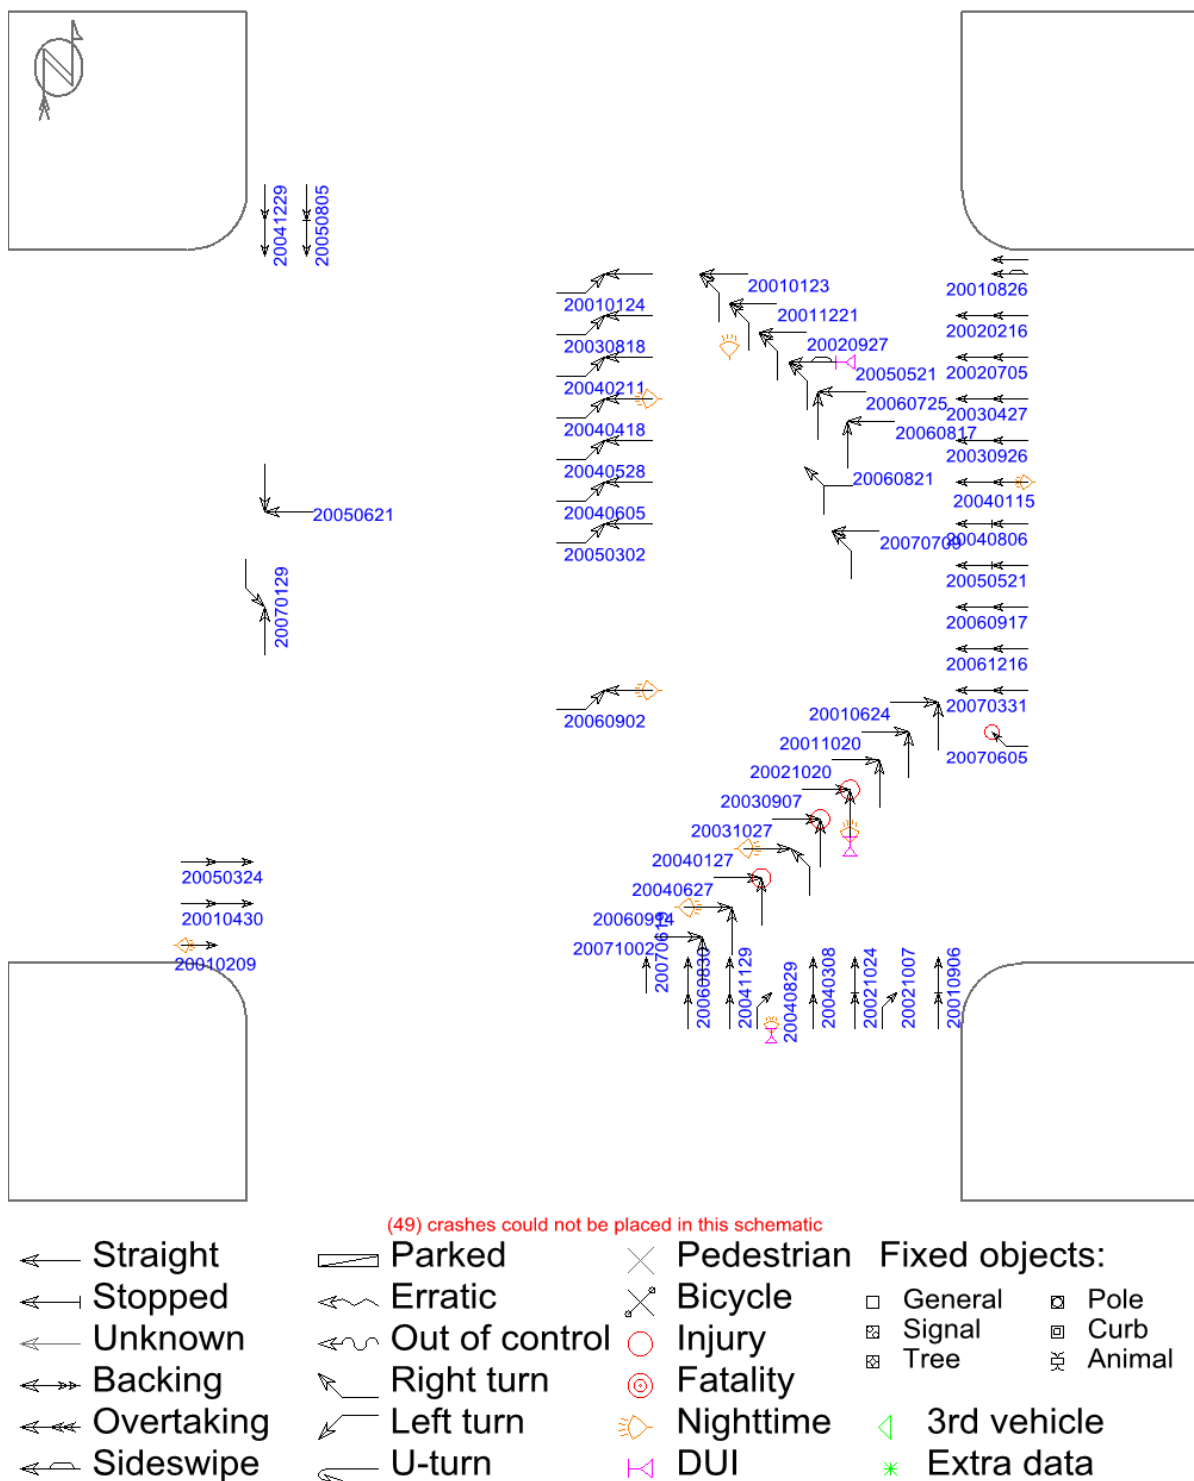 N
20041229
20050805
20010124
20030818
20040211
20040418
20040528
20040605
20050302
20060902
20010123
20011221
20020927
20050521
20060725
20060817
20060821
20070709
20010826
20020216
20020705
20030427
20030926
20040115
20040806
20050521
20060917
20061216
20070331
20070605
20050621
20070129
20010624
20011020
20021020
20030907
20031027
20040127
20040627
20060914
20071002
20050324
20010430
20010209
20070619
20060830
20041129
20040829
20040308
20021024
20021007
20010906
(49) crashes could not be placed in this schematic
Straight
Stopped
Unknown
Backing
Overtaking
Sideswipe
Parked
Erratic
Out of control
Right turn
Left turn
U-turn
Pedestrian
Bicycle
Injury
Fatality
Nighttime
DUI
Fixed objects:
General
Signal
Tree
Pole
Curb
Animal
3rd vehicle
Extra data